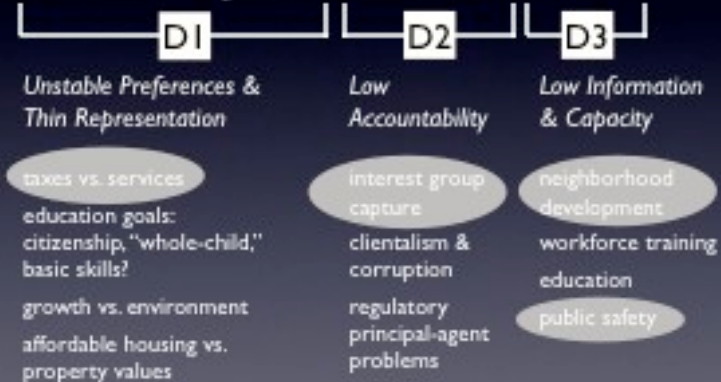 D1
Unstable Preferences &
Thin Representation
taxes vs. services
education goals:
citizenship, "whole-child,"
basic skills?
growth vs. environment
affordable housing vs.
property values
D2
Low
Accountability
interest group
capture
clientalism &
corruption
regulatory
principal-agent
problems
D3
Low Information
& Capacity
neighborhood
development
workforce training
education
public safety